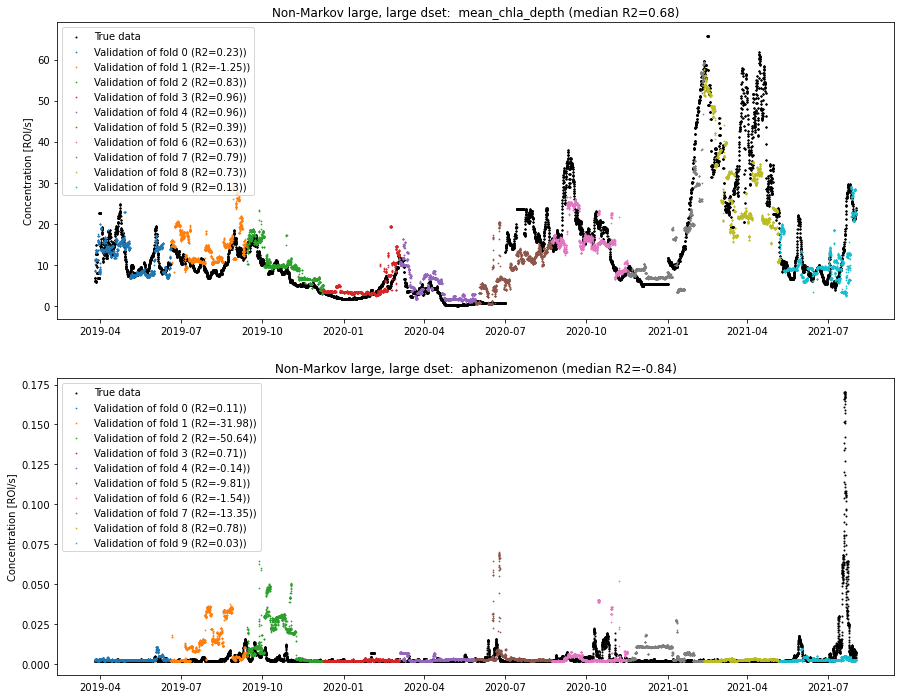 Non-Markov large, large dset:  mean_chla_depth (median R2=0.68)
True data
Validation of fold 0 (R2=0.23))
Validation of fold 1 (R2=-1.25))
Validation of fold 2 (R2=0.83))
Validation of fold 3 (R2=0.96))
Validation of fold 4 (R2=0.96))
Validation of fold 5 (R2=0.39))
Validation of fold 6 (R2=0.63))
Validation of fold 7 (R2=0.79))
Validation of fold 8 (R2=0.73))
Validation of fold 9 (R2=0.13))
Concentration [ROI/s]
60
50
40
30
20
10
0
2019-04 2019-07 2019-10 2020-01 2020-04 2020-07 2020-10 2021-01 2021-04 2021-07
Non-Markov large, large dset:  aphanizomenon (median R2=-0.84)
True data
Validation of fold 0 (R2=0.11))
Validation of fold 1 (R2=-31.98))
Validation of fold 2 (R2=-50.64))
Validation of fold 3 (R2=0.71))
Validation of fold 4 (R2=-0.14))
Validation of fold 5 (R2=-9.81))
Validation of fold 6 (R2=-1.54))
Validation of fold 7 (R2=-13.35))
Validation of fold 8 (R2=0.78))
Validation of fold 9 (R2=0.03))
Concentration [ROI/s]
0.175
0.150
0.125
0.100
0.075
0.050
0.025
0.000
2019-04 2019-07 2019-10 2020-01 2020-04 2020-07 2020-10 2021-01 2021-04 2021-07